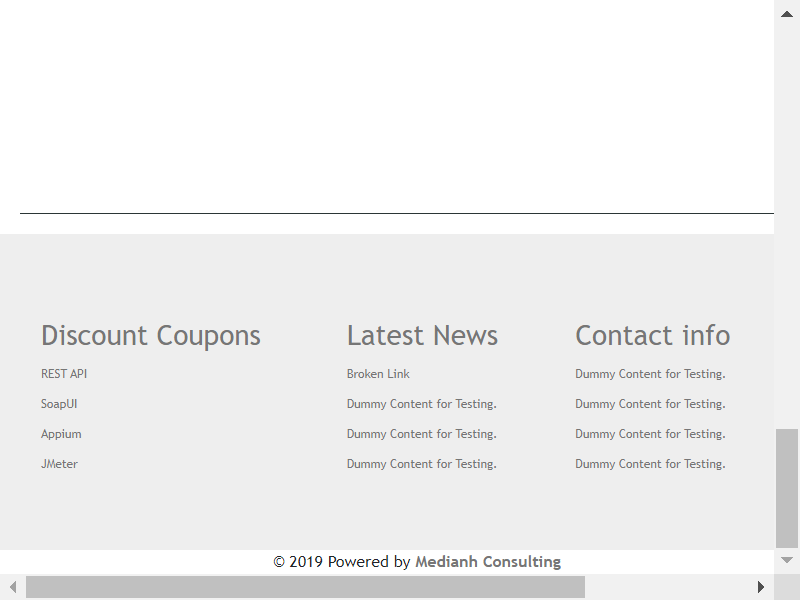 Discount Coupons
REST API
SoapUI
Appium
JMeter
Latest News
Broken Link
Dummy Content for Testing.
Dummy Content for Testing.
Dummy Content for Testing.
Contact info
Dummy Content for Testing.
Dummy Content for Testing.
Dummy Content for Testing.
Dummy Content for Testing.
© 2019 Powered by Medianh Consulting